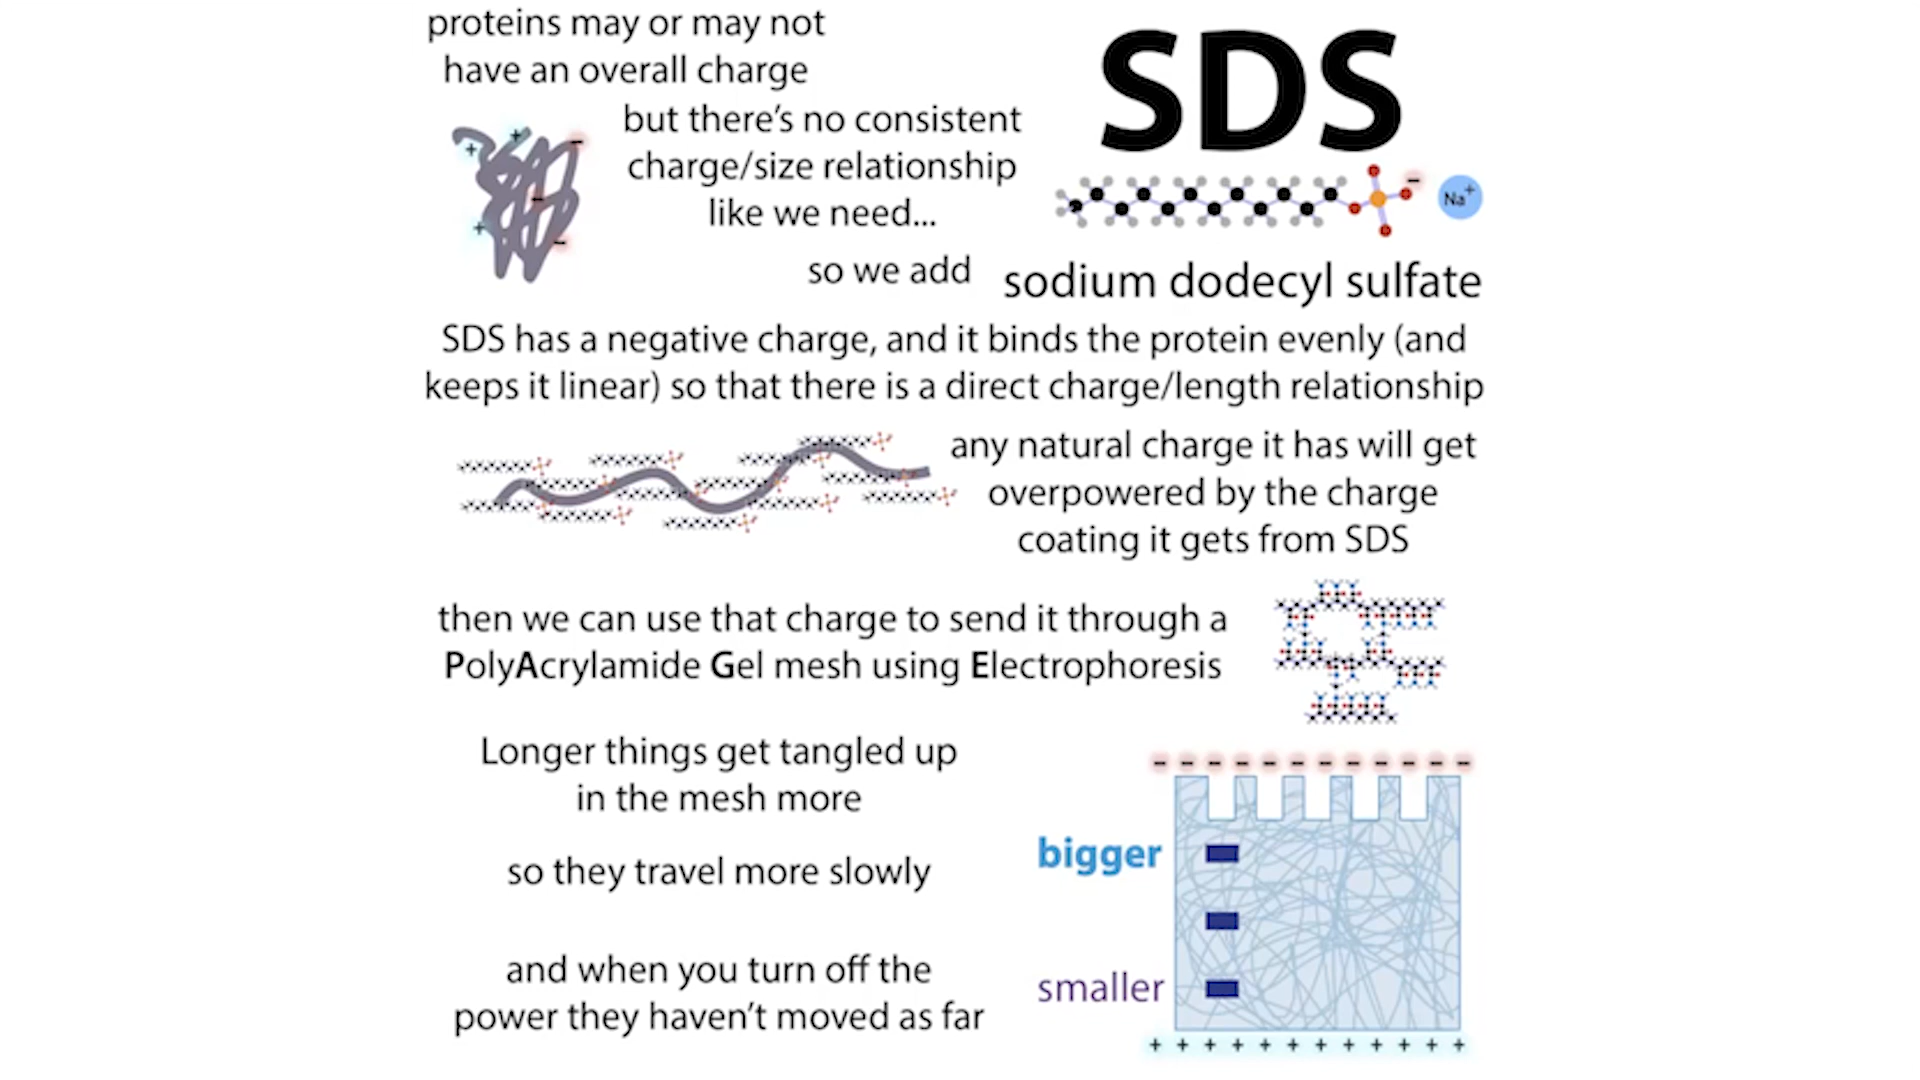 proteins may or may not
have an overall charge
but there's no consistent
charge/size relationship
like we need...
so we add
SDS
Na+
sodium dodecyl sulfate
SDS has a negative charge, and it binds the protein evenly (and
keeps it linear) so that there is a direct charge/length relationship
any natural charge it has will get
overpowered by the charge
coating it gets from SDS
then we can use that charge to send it through a
PolyAcrylamide Gel mesh using Electrophoresis
Longer things get tangled up
in the mesh more
so they travel more slowly
and when you turn off the
power they haven't moved as far
- - - - - - - - - - - -
bigger
smaller
+ + + + + + + + + + + +